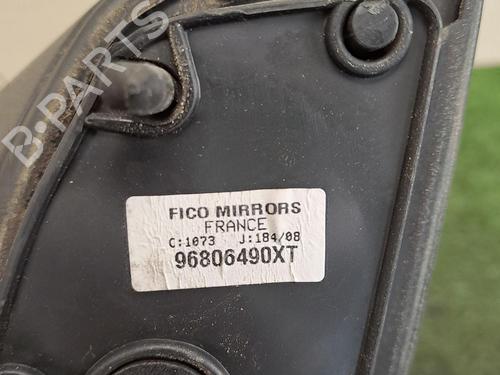 B-PARTS
FICO MIRRORS
FRANCE
C:1073 J:184/08
96806490XT